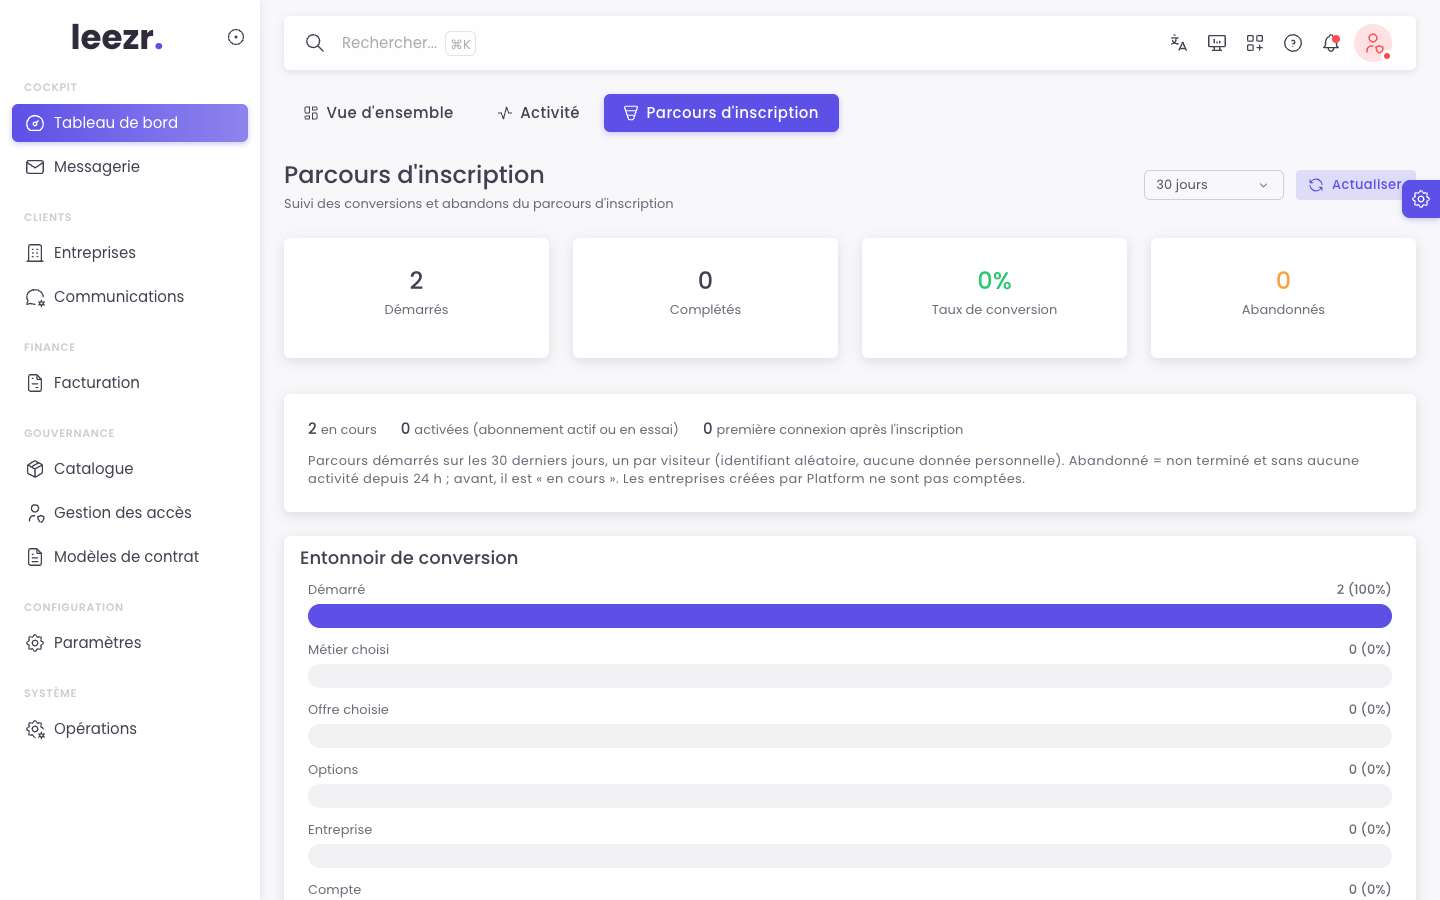 leezr.
COCKPIT
Tableau de bord
Messagerie
CLIENTS
Entreprises
Communications
FINANCE
Facturation
GOUVERNANCE
Catalogue
Gestion des accès
Modèles de contrat
CONFIGURATION
Paramètres
SYSTÈME
Opérations
Rechercher... ⌘K
Vue d'ensemble Activité Parcours d'inscription
Parcours d'inscription
Suivi des conversions et abandons du parcours d'inscription
30 jours
Actualiser
2
Démarrés
0
Complétés
0%
Taux de conversion
0
Abandonnés
2 en cours 0 activées (abonnement actif ou en essai) 0 première connexion après l'inscription
Parcours démarrés sur les 30 derniers jours, un par visiteur (identifiant aléatoire, aucune donnée personnelle). Abandonné = non terminé et sans aucune
activité depuis 24 h ; avant, il est « en cours ». Les entreprises créées par Platform ne sont pas comptées.
Entonnoir de conversion
Démarré 2 (100%)
Métier choisi 0 (0%)
Offre choisie 0 (0%)
Options 0 (0%)
Entreprise 0 (0%)
Compte 0 (0%)